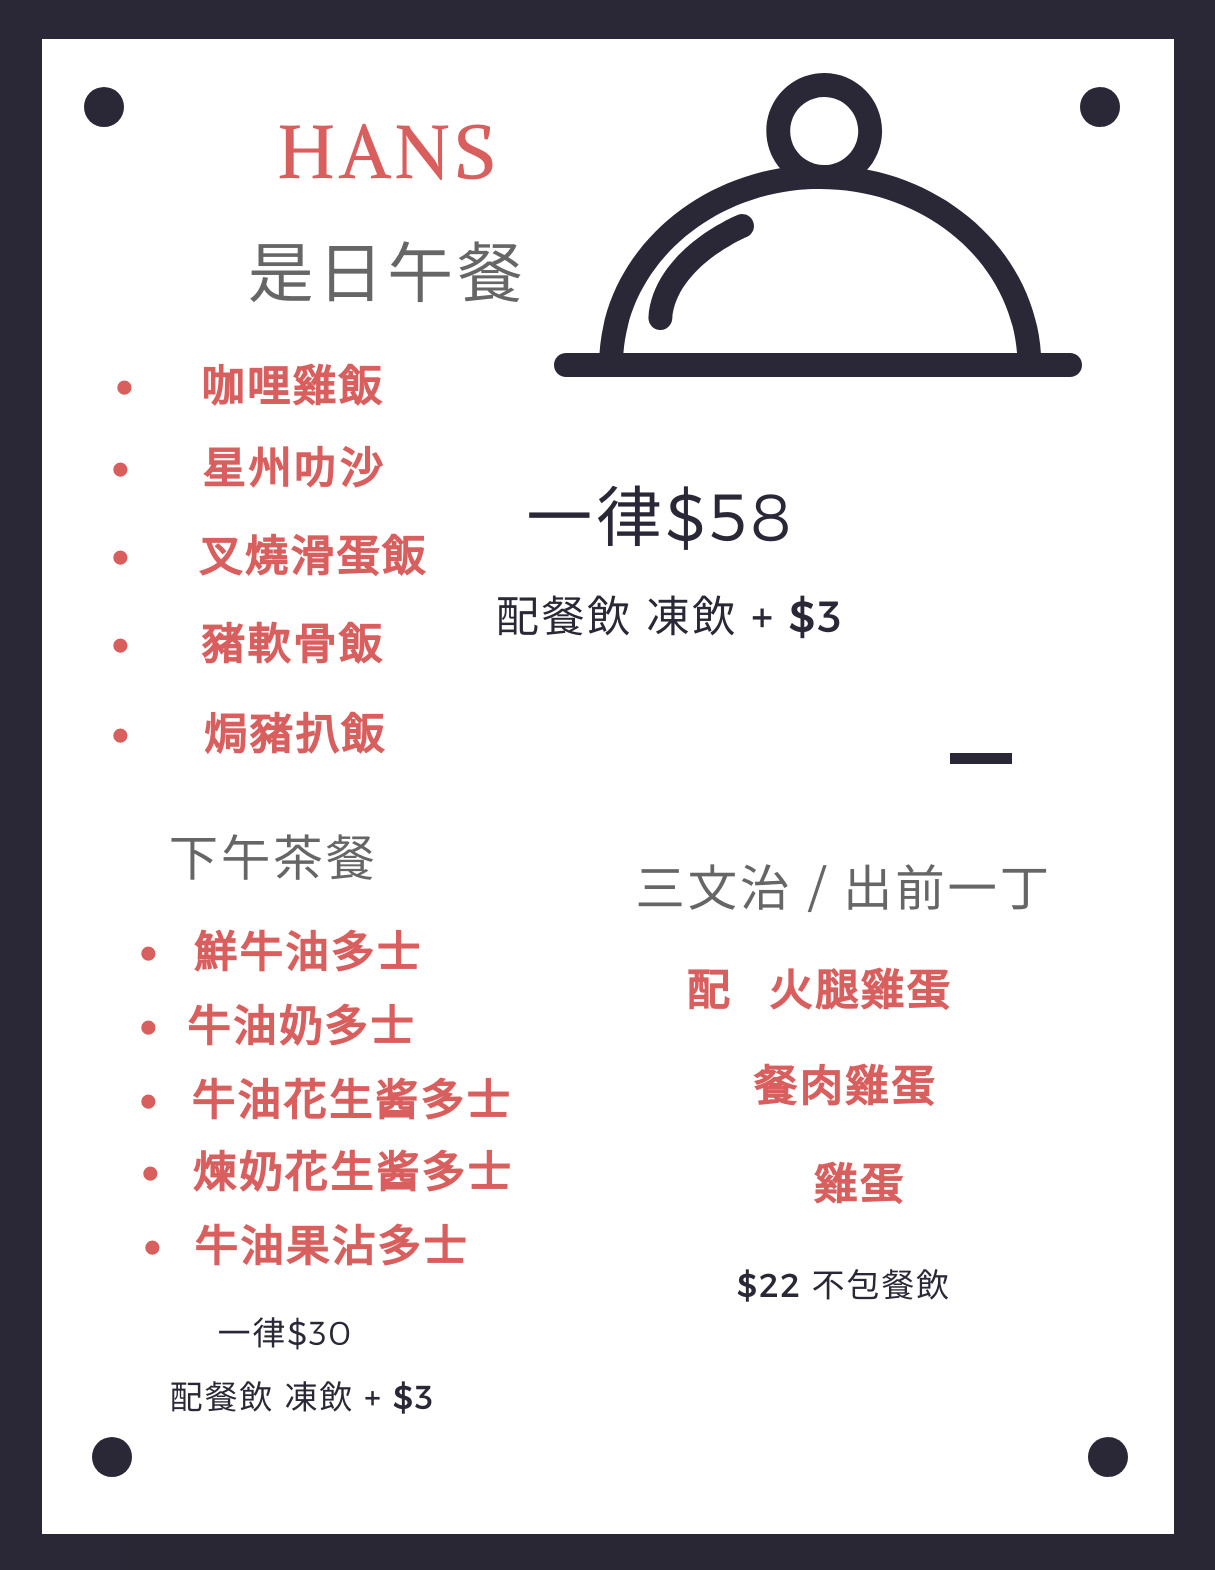 HANS
是日午餐
咖哩雞飯
星州叻沙
叉燒滑蛋飯
豬軟骨飯
焗豬扒飯
一律$58
配餐飲 凍飲 + $3
下午茶餐
鮮牛油多士
牛油奶多士
牛油花生酱多士
煉奶花生酱多士
牛油果沾多士
一律$30
配餐飲 凍飲 + $3
三文治 / 出前一丁
配 火腿雞蛋
餐肉雞蛋
雞蛋
$22 不包餐飲